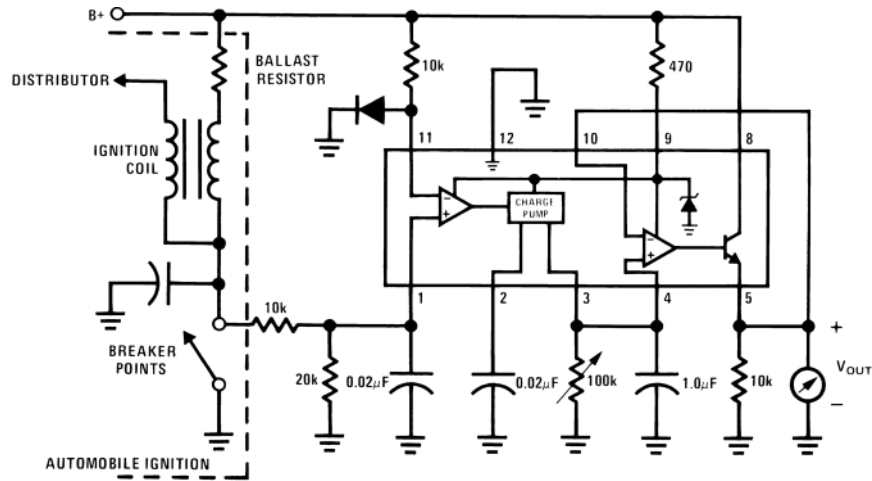 B+
BALLAST
RESISTOR
DISTRIBUTOR
IGNITION
COIL
10k
470
11
12
10
9
8
−
+
CHARGE
PUMP
−
+
1
2
3
4
5
10k
BREAKER
POINTS
20k
0.02μF
0.02μF
100k
1.0μF
10k
+
VOUT
−
AUTOMOBILE IGNITION